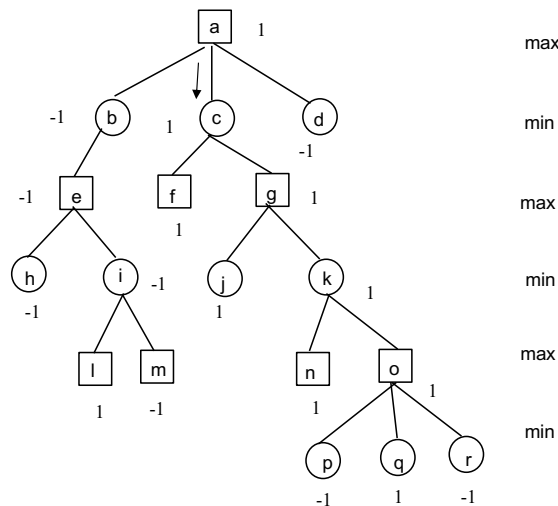 a 1 max
-1 b 1 c d -1 min
-1 e f 1 g 1 max
h -1 i -1 j 1 k 1 min
l 1 m -1 n 1 o 1 max
p -1 q 1 r -1 min